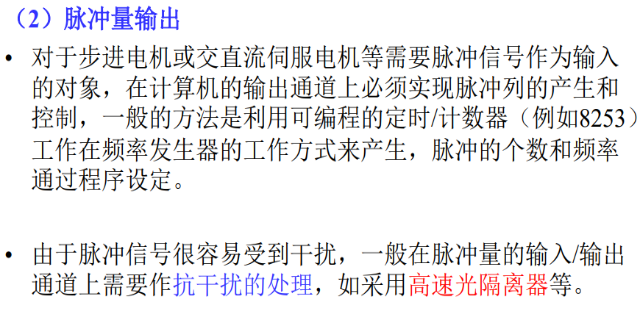 （2）脉冲量输出
• 对于步进电机或交直流伺服电机等需要脉冲信号作为输入
的对象，在计算机的输出通道上必须实现脉冲列的产生和
控制，一般的方法是利用可编程的定时/计数器（例如8253）
工作在频率发生器的工作方式来产生，脉冲的个数和频率
通过程序设定。
• 由于脉冲信号很容易受到干扰，一般在脉冲量的输入/输出
通道上需要作抗干扰的处理，如采用高速光隔离器等。